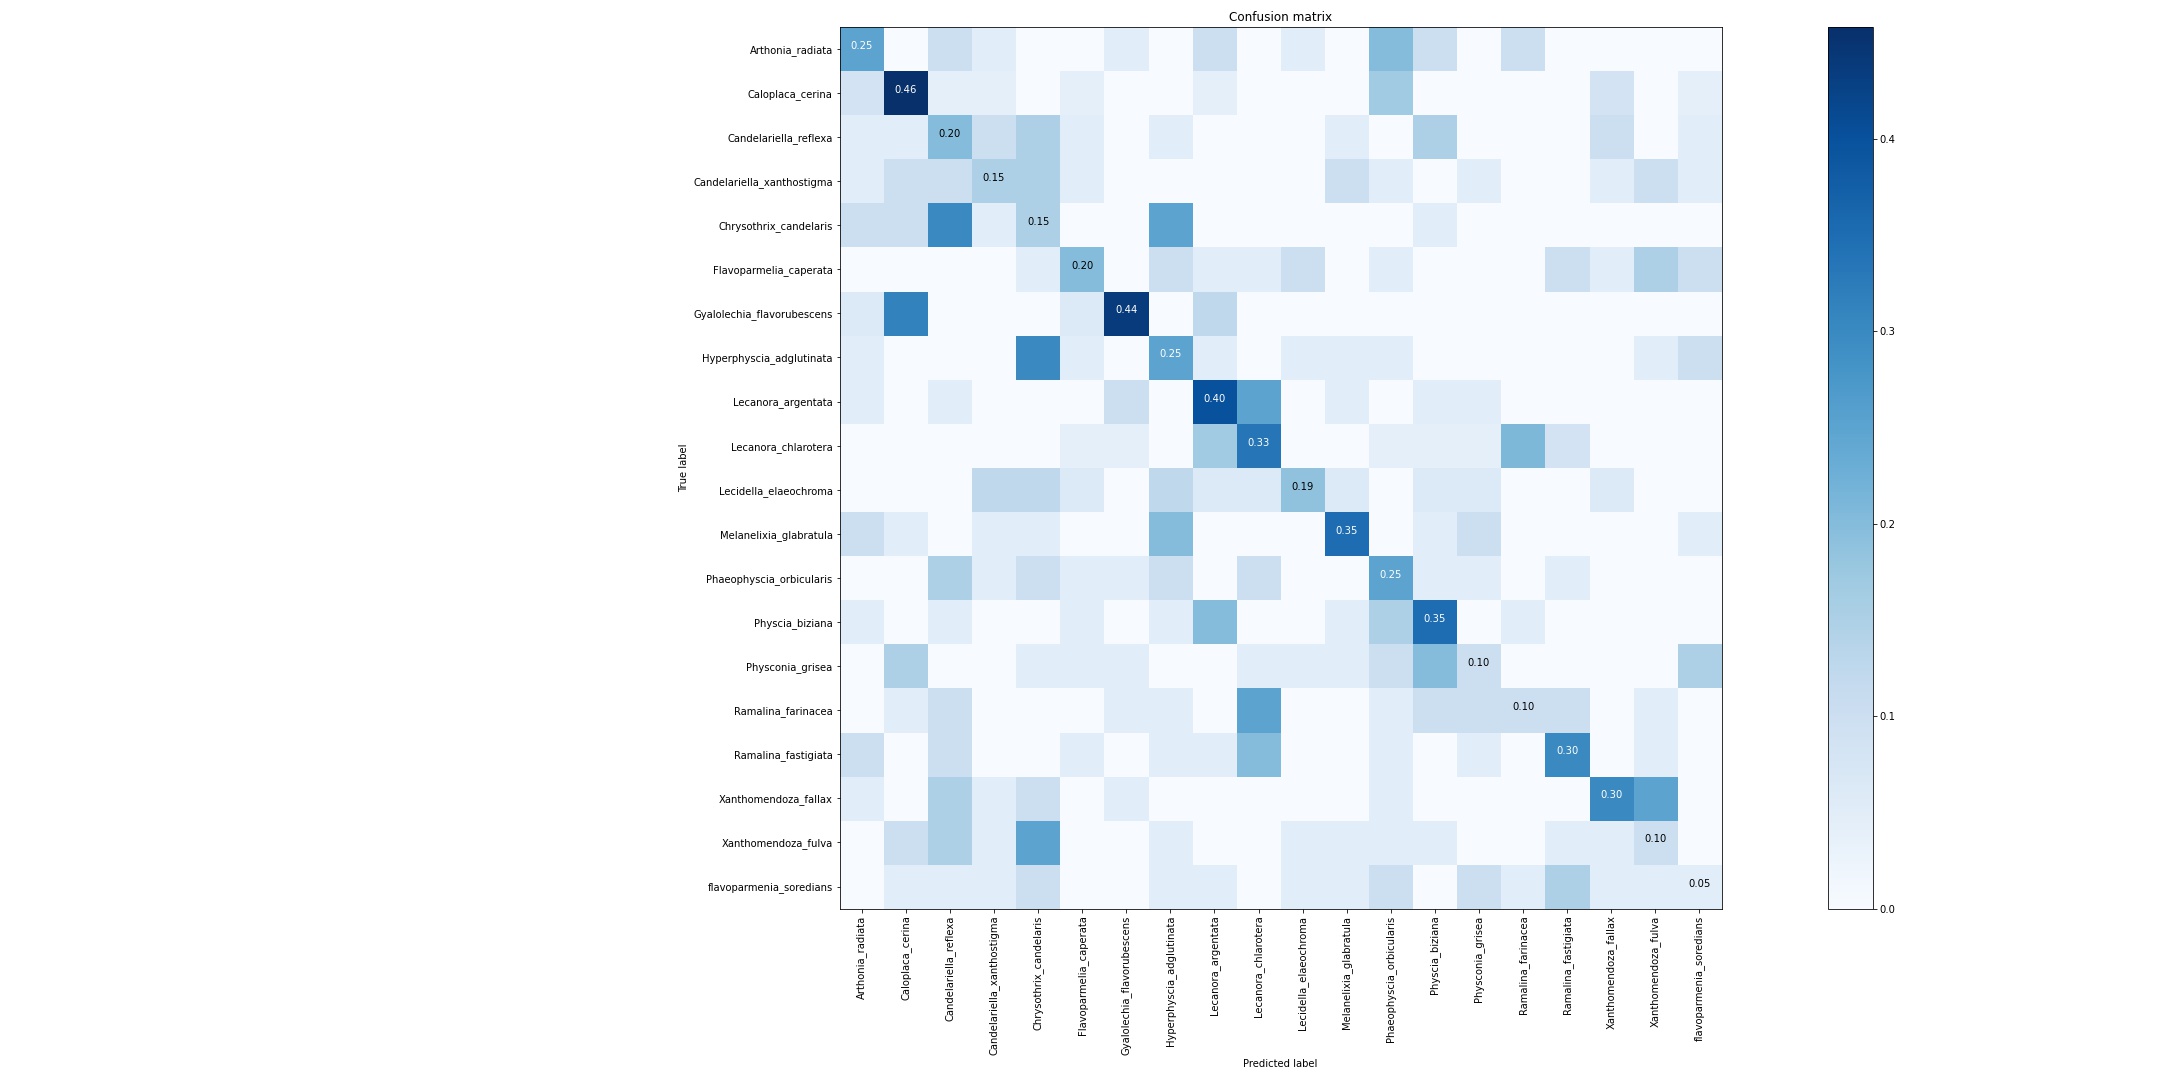 Confusion matrix
Arthonia_radiata
0.25
Caloplaca_cerina
0.46
Candelariella_reflexa
0.20
Candelariella_xanthostigma
0.15
Chrysothrix_candelaris
0.15
Flavoparmelia_caperata
0.20
Gyalolechia_flavorubescens
0.44
Hyperphyscia_adglutinata
0.25
Lecanora_argentata
0.40
Lecanora_chlarotera
0.33
Lecidella_elaeochroma
0.19
Melanelixia_glabratula
0.35
Phaeophyscia_orbicularis
0.25
Physcia_biziana
0.35
Physconia_grisea
0.10
Ramalina_farinacea
0.10
Ramalina_fastigiata
0.30
Xanthomendoza_fallax
0.30
Xanthomendoza_fulva
0.10
flavoparmenia_soredians
0.05
True label
Arthonia_radiata
Caloplaca_cerina
Candelariella_reflexa
Candelariella_xanthostigma
Chrysothrix_candelaris
Flavoparmelia_caperata
Gyalolechia_flavorubescens
Hyperphyscia_adglutinata
Lecanora_argentata
Lecanora_chlarotera
Lecidella_elaeochroma
Melanelixia_glabratula
Phaeophyscia_orbicularis
Physcia_biziana
Physconia_grisea
Ramalina_farinacea
Ramalina_fastigiata
Xanthomendoza_fallax
Xanthomendoza_fulva
flavoparmenia_soredians
Predicted label
0.4
0.3
0.2
0.1
0.0